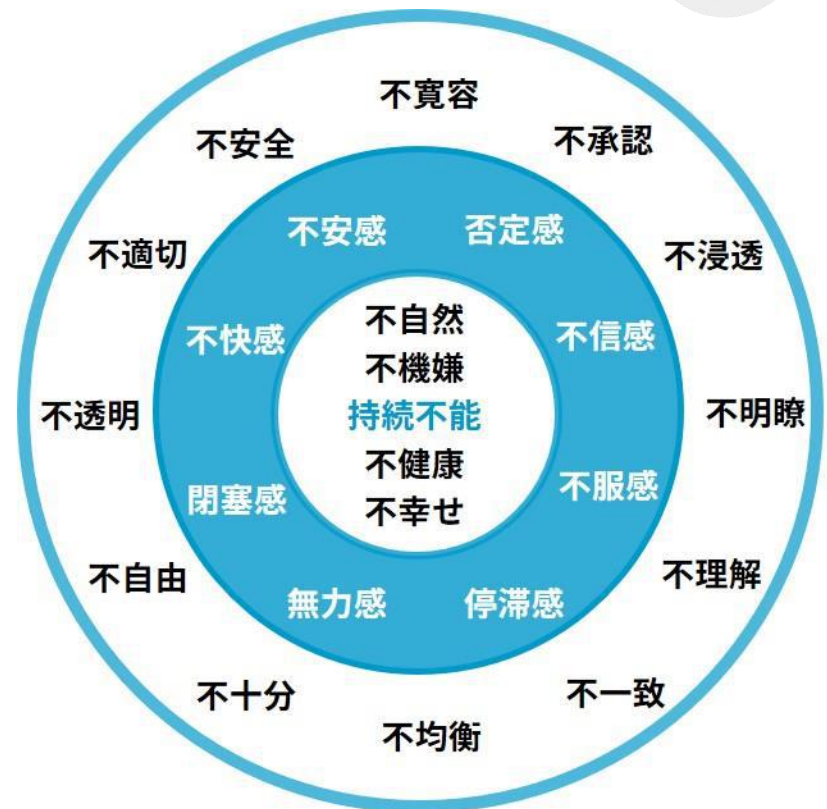 不寛容
不承認
不浸透
不明瞭
不理解
不一致
不均衡
不十分
不自由
不透明
不適切
不安全
不安感
否定感
不信感
不服感
停滞感
無力感
閉塞感
不快感
不自然
不機嫌
持続不能
不健康
不幸せ